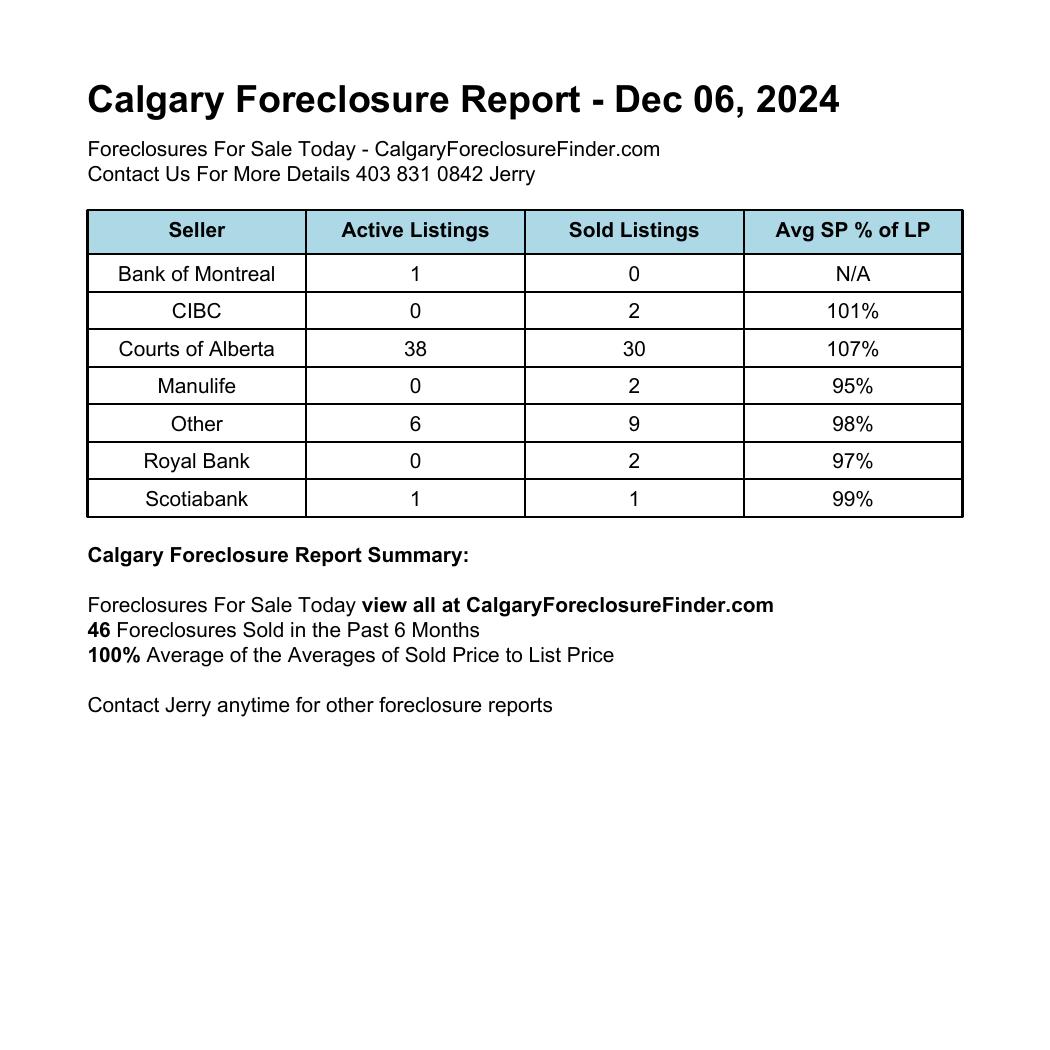 Calgary Foreclosure Report - Dec 06, 2024
Foreclosures For Sale Today - CalgaryForeclosureFinder.com
Contact Us For More Details 403 831 0842 Jerry
Seller Active Listings Sold Listings Avg SP % of LP
Bank of Montreal 1 0 N/A
CIBC 0 2 101%
Courts of Alberta 38 30 107%
Manulife 0 2 95%
Other 6 9 98%
Royal Bank 0 2 97%
Scotiabank 1 1 99%
Calgary Foreclosure Report Summary:
Foreclosures For Sale Today view all at CalgaryForeclosureFinder.com
46 Foreclosures Sold in the Past 6 Months
100% Average of the Averages of Sold Price to List Price
Contact Jerry anytime for other foreclosure reports